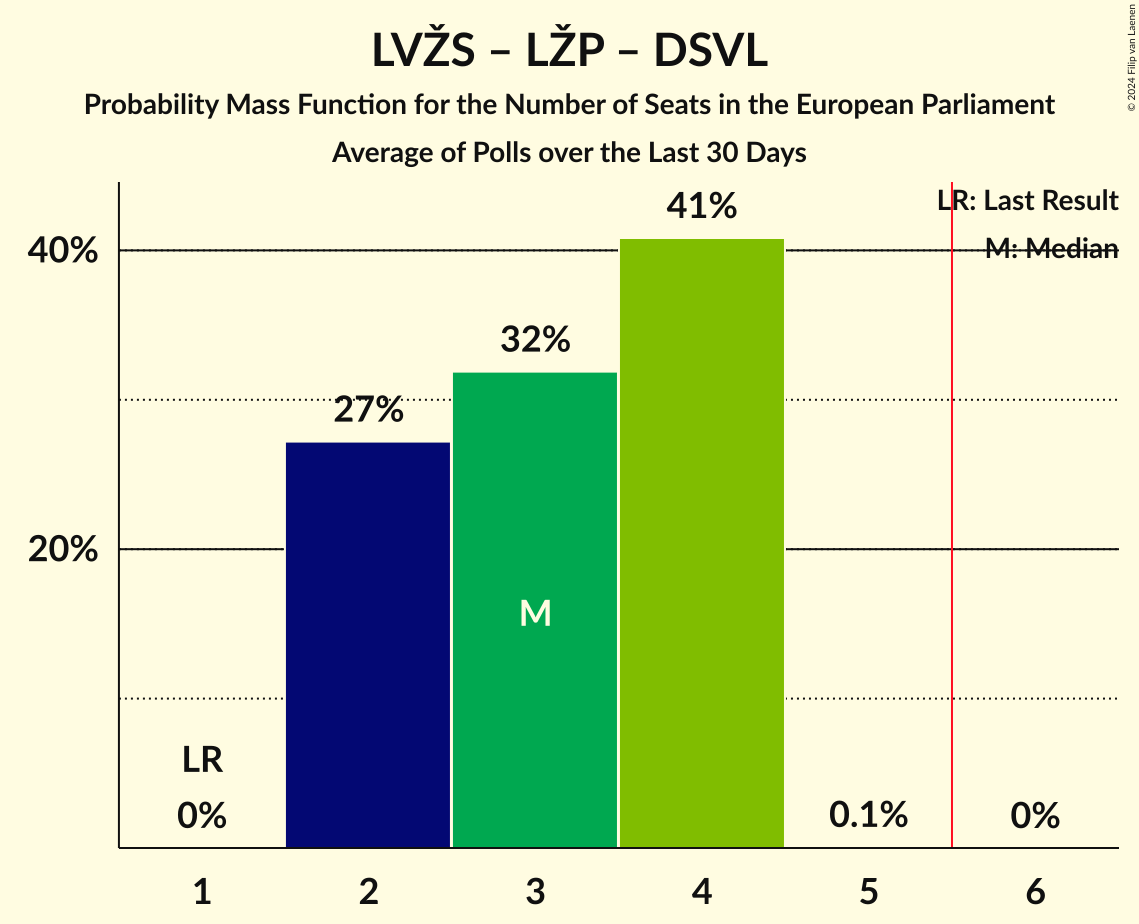 LVŽS – LŽP – DSVL
Probability Mass Function for the Number of Seats in the European Parliament
Average of Polls over the Last 30 Days
© 2024 Filip van Laenen
LR: Last Result
M: Median
40%
20%
41%
32%
27%
M
LR
0%
0.1%
0%
1 2 3 4 5 6